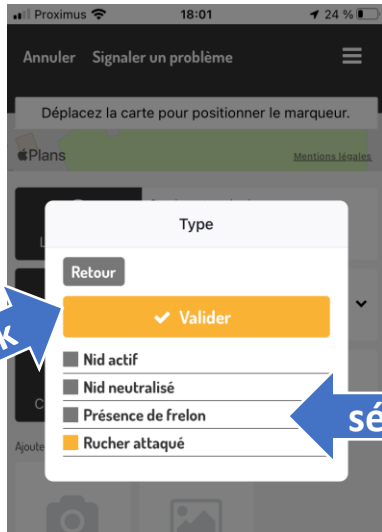 Proximus 18:01 24 %
Annuler Signaler un problème
Déplacez la carte pour positionner le marqueur.
Plans Mentions légales
Type
Retour
Valider
Nid actif
Nid neutralisé
Présence de frelon
Rucher attaqué
k
sé
Ajoute